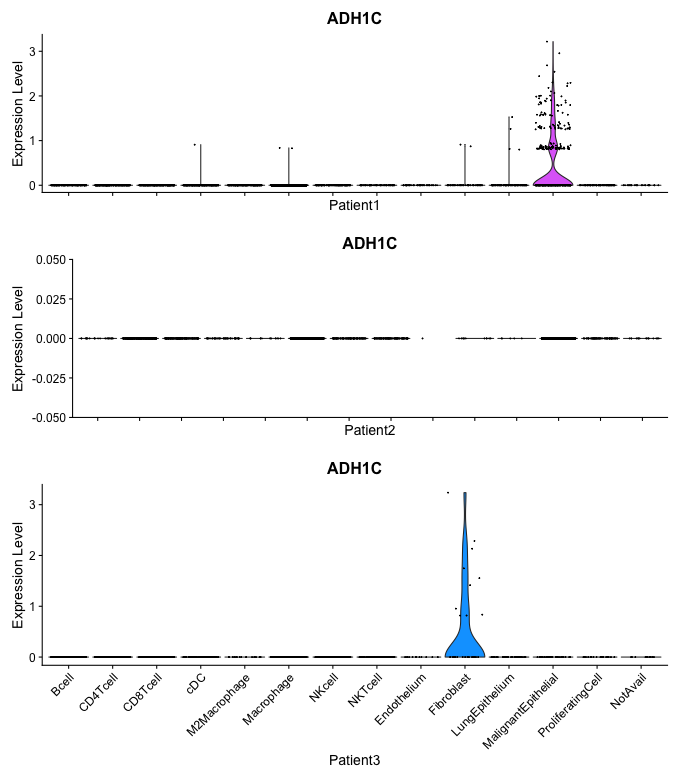 ADH1C
Expression Level
3
2
1
0
Patient1
ADH1C
Expression Level
0.050
0.025
0.000
-0.025
-0.050
Patient2
ADH1C
Expression Level
3
2
1
0
Bcell
CD4Tcell
CD8Tcell
cDC
M2Macrophage
Macrophage
NKcell
NKTcell
Endothelium
Fibroblast
LungEpithelium
MalignantEpithelial
ProliferatingCell
NotAvail
Patient3